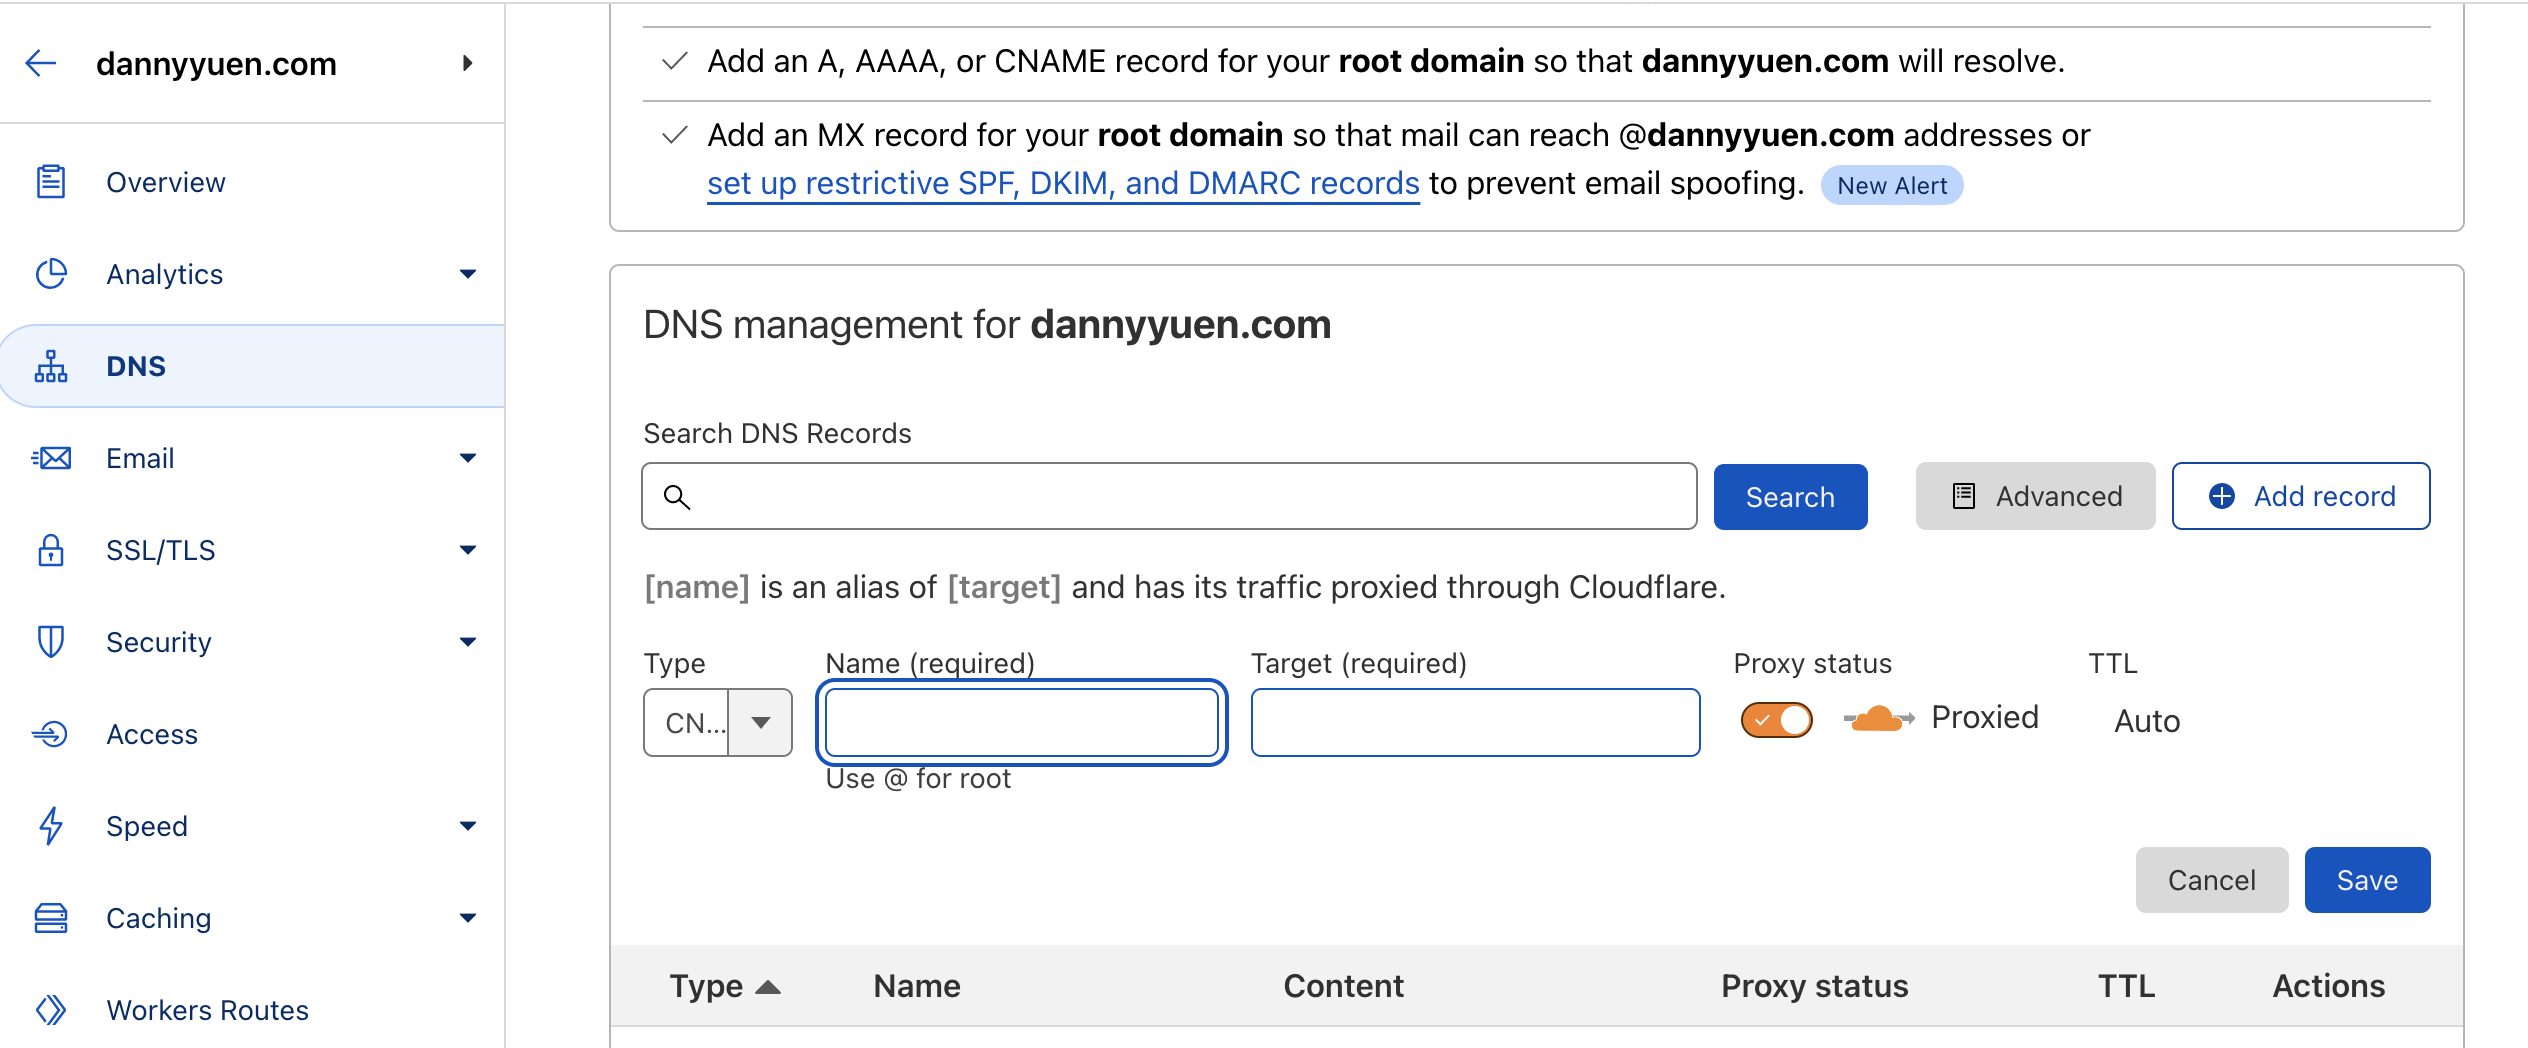 dannyyuen.com
Overview
Analytics
DNS
Email
SSL/TLS
Security
Access
Speed
Caching
Workers Routes
Add an A, AAAA, or CNAME record for your root domain so that dannyyuen.com will resolve.
Add an MX record for your root domain so that mail can reach @dannyyuen.com addresses or
set up restrictive SPF, DKIM, and DMARC records to prevent email spoofing. New Alert
DNS management for dannyyuen.com
Search DNS Records
Search Advanced Add record
[name] is an alias of [target] and has its traffic proxied through Cloudflare.
Type Name (required) Target (required) Proxy status TTL
CN... Proxied Auto
Use @ for root
Cancel Save
Type Name Content Proxy status TTL Actions